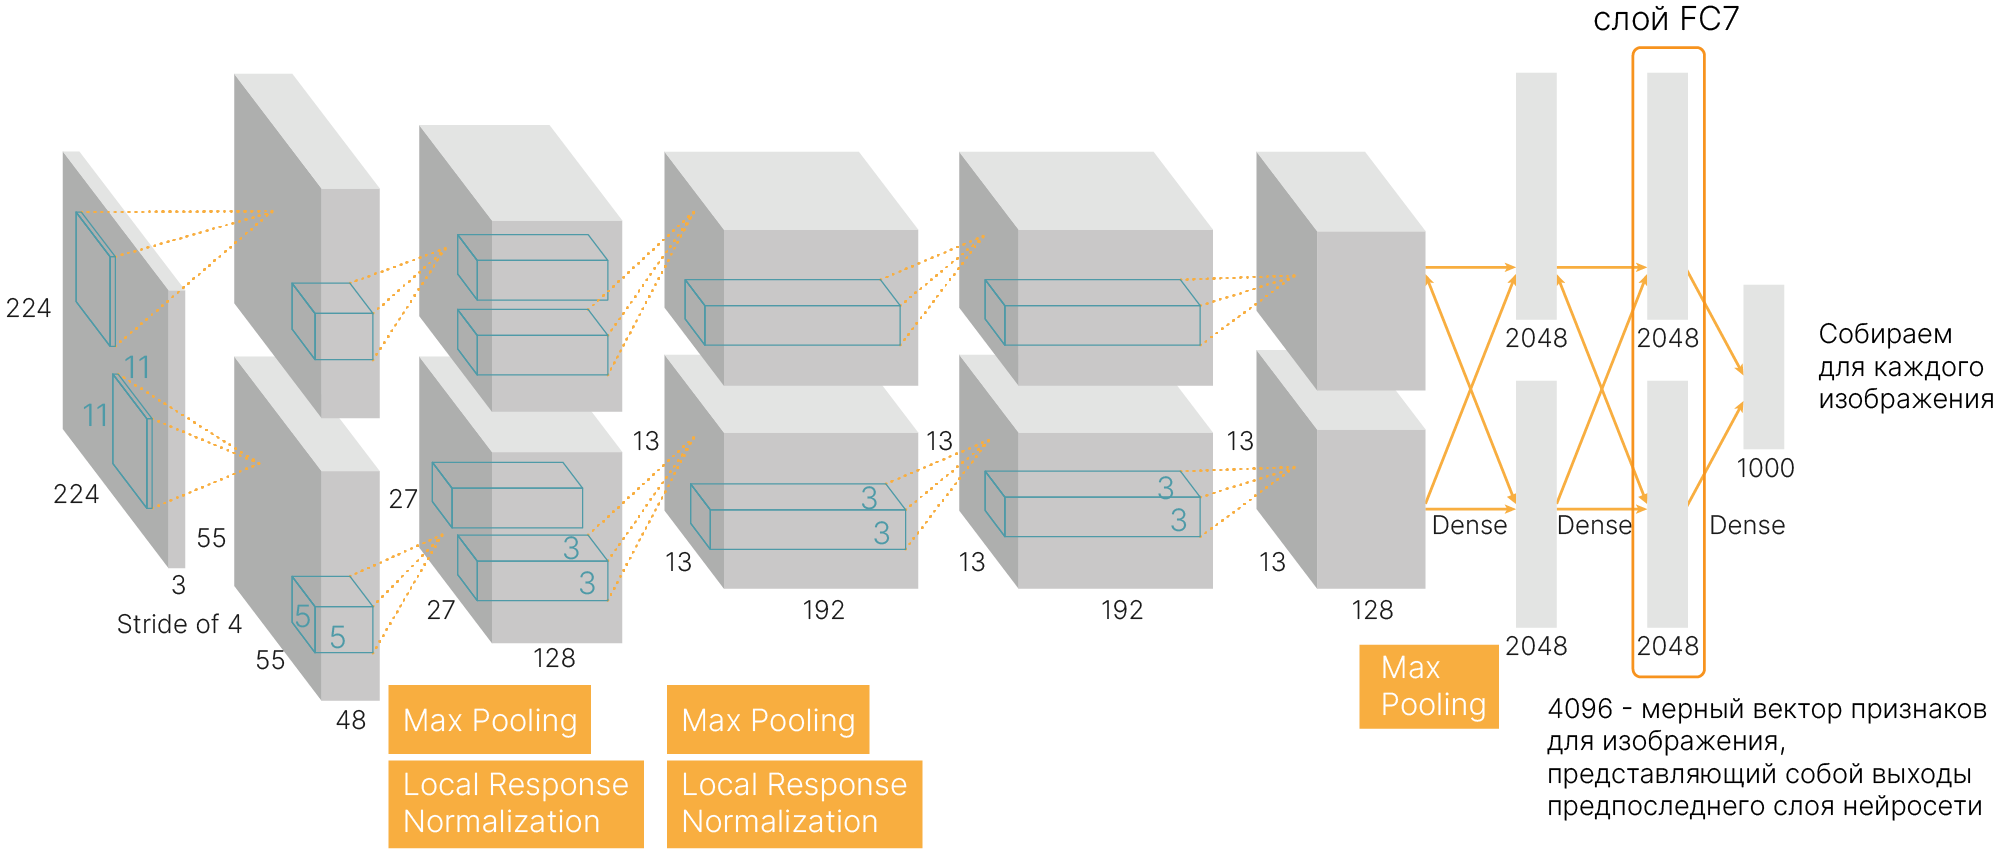 слой FC7
224
11
11
224
3
Stride of 4
55
55
5
5
48
27
27
3
3
128
13
13
3
3
192
13
13
3
3
192
13
13
128
Dense
Dense
Dense
2048
2048
2048
2048
1000
Собираем
для каждого
изображения
Max Pooling
Local Response
Normalization
Max Pooling
Local Response
Normalization
Max
Pooling
4096 - мерный вектор признаков
для изображения,
представляющий собой выходы
предпоследнего слоя нейросети